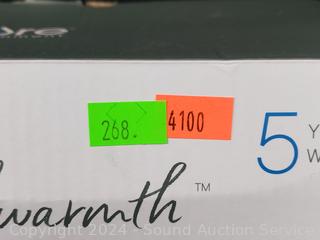 268.
4100
5 Y
W
warmth™
Copyright 2024 - Sound Auction Service